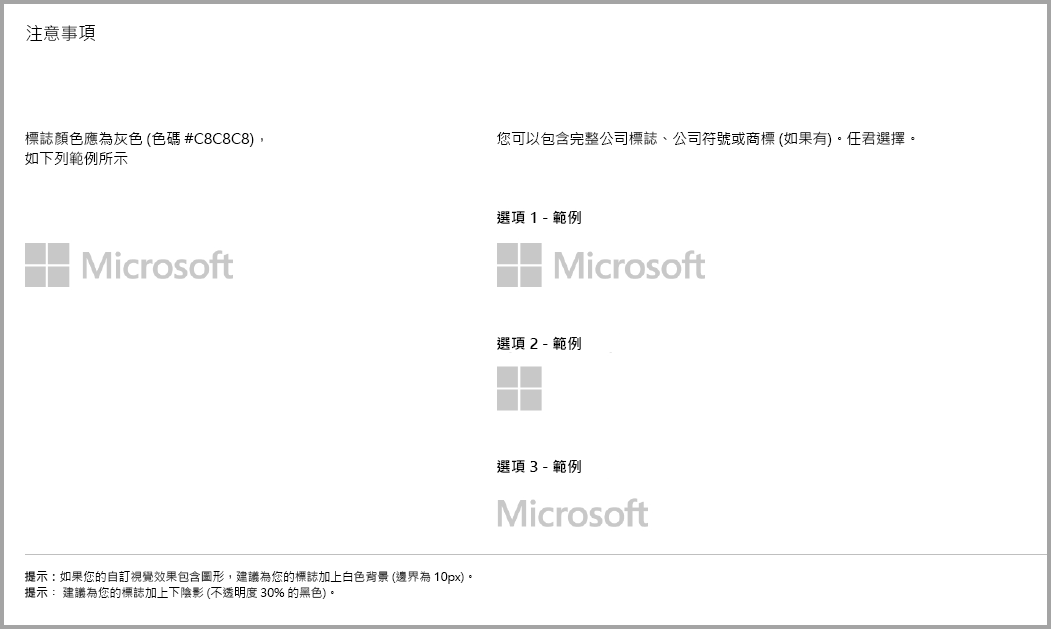 注意事項
標誌顏色應為灰色 (色碼 #C8C8C8)，
如下列範例所示
Microsoft
您可以包含完整公司標誌、公司符號或商標 (如果有)。任君選擇。
選項 1 - 範例
Microsoft
選項 2 - 範例
選項 3 - 範例
Microsoft
提示：如果您的自訂視覺效果包含圖形，建議為您的標誌加上白色背景 (邊界為 10px)。
提示： 建議為您的標誌加上下陰影 (不透明度 30% 的黑色)。